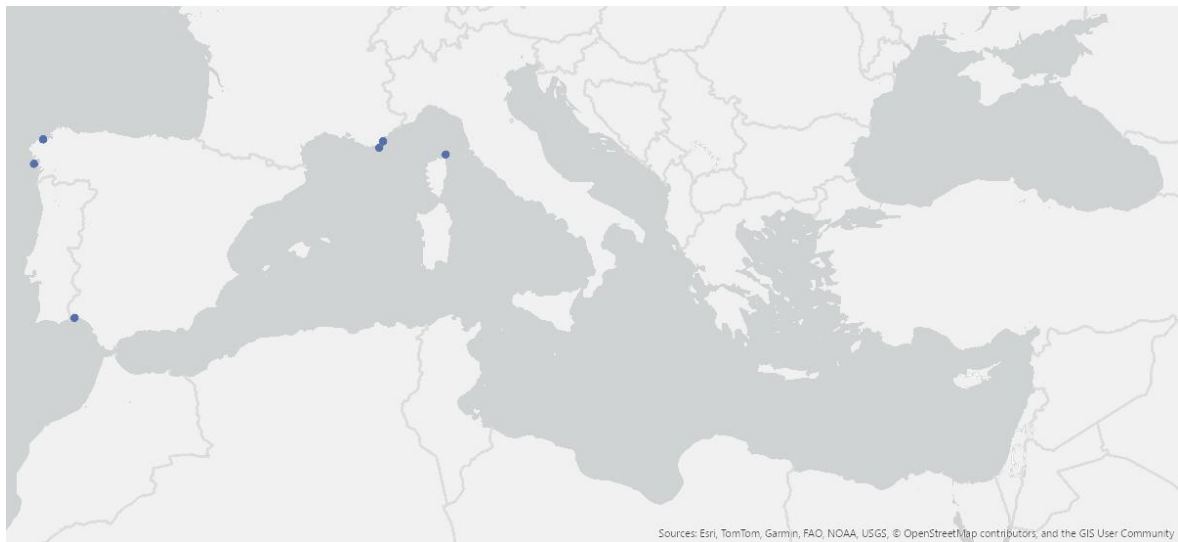 Sources: Esri, TomTom, Garmin, FAO, NOAA, USGS, © OpenStreetMap contributors, and the GIS User Community